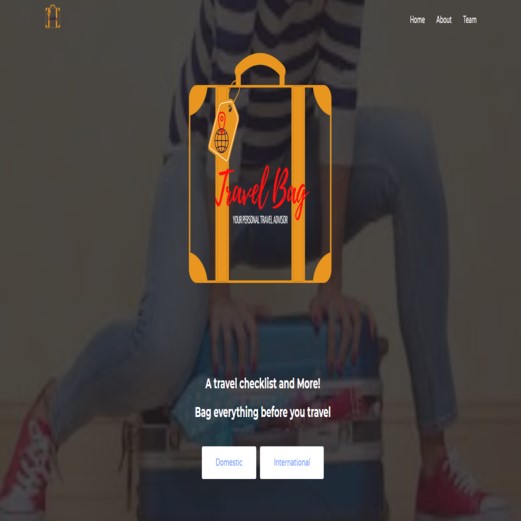 Home About Team
Travel Bag
YOUR PERSONAL TRAVEL ADVISOR
A travel checklist and More!
Bag everything before you travel
Domestic International